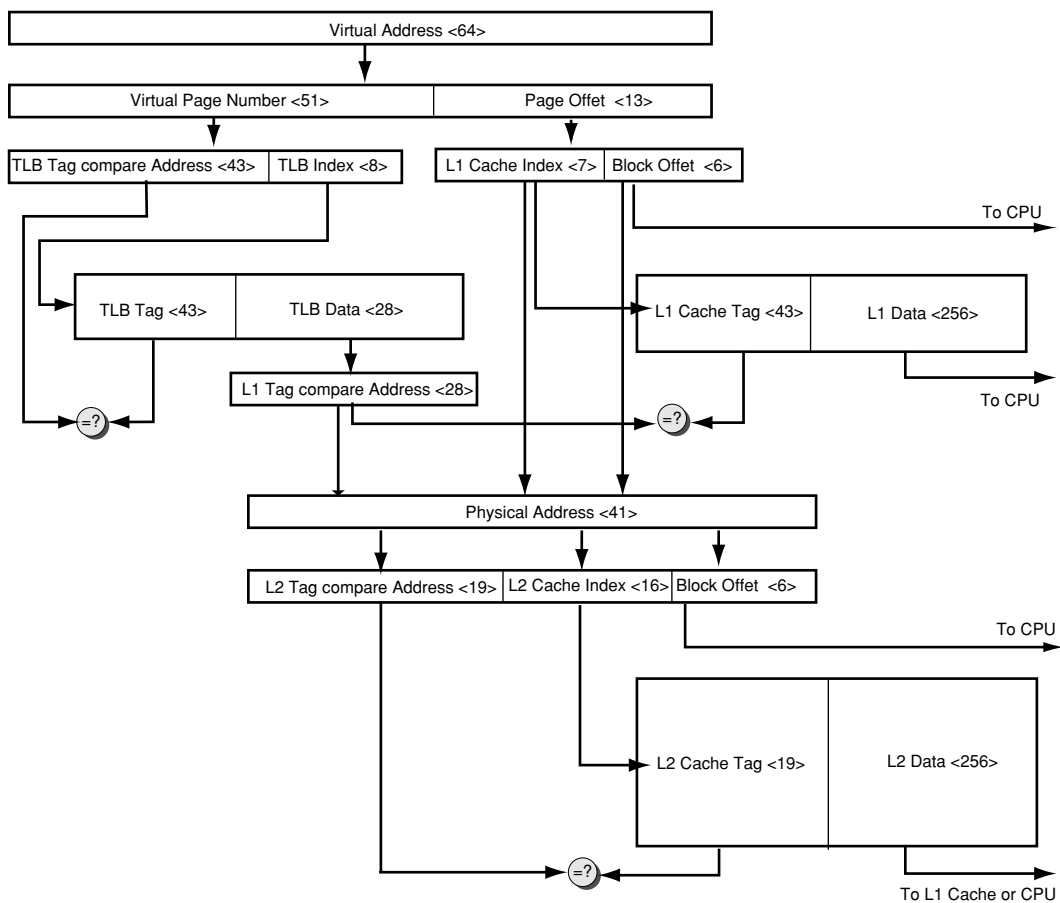 Virtual Address <64>
Virtual Page Number <51>
Page Offet <13>
TLB Tag compare Address <43>
TLB Index <8>
L1 Cache Index <7>
Block Offet <6>
To CPU
TLB Tag <43>
TLB Data <28>
L1 Cache Tag <43>
L1 Data <256>
To CPU
L1 Tag compare Address <28>
=?
=?
Physical Address <41>
L2 Tag compare Address <19>
L2 Cache Index <16>
Block Offet <6>
To CPU
L2 Cache Tag <19>
L2 Data <256>
=?
To L1 Cache or CPU